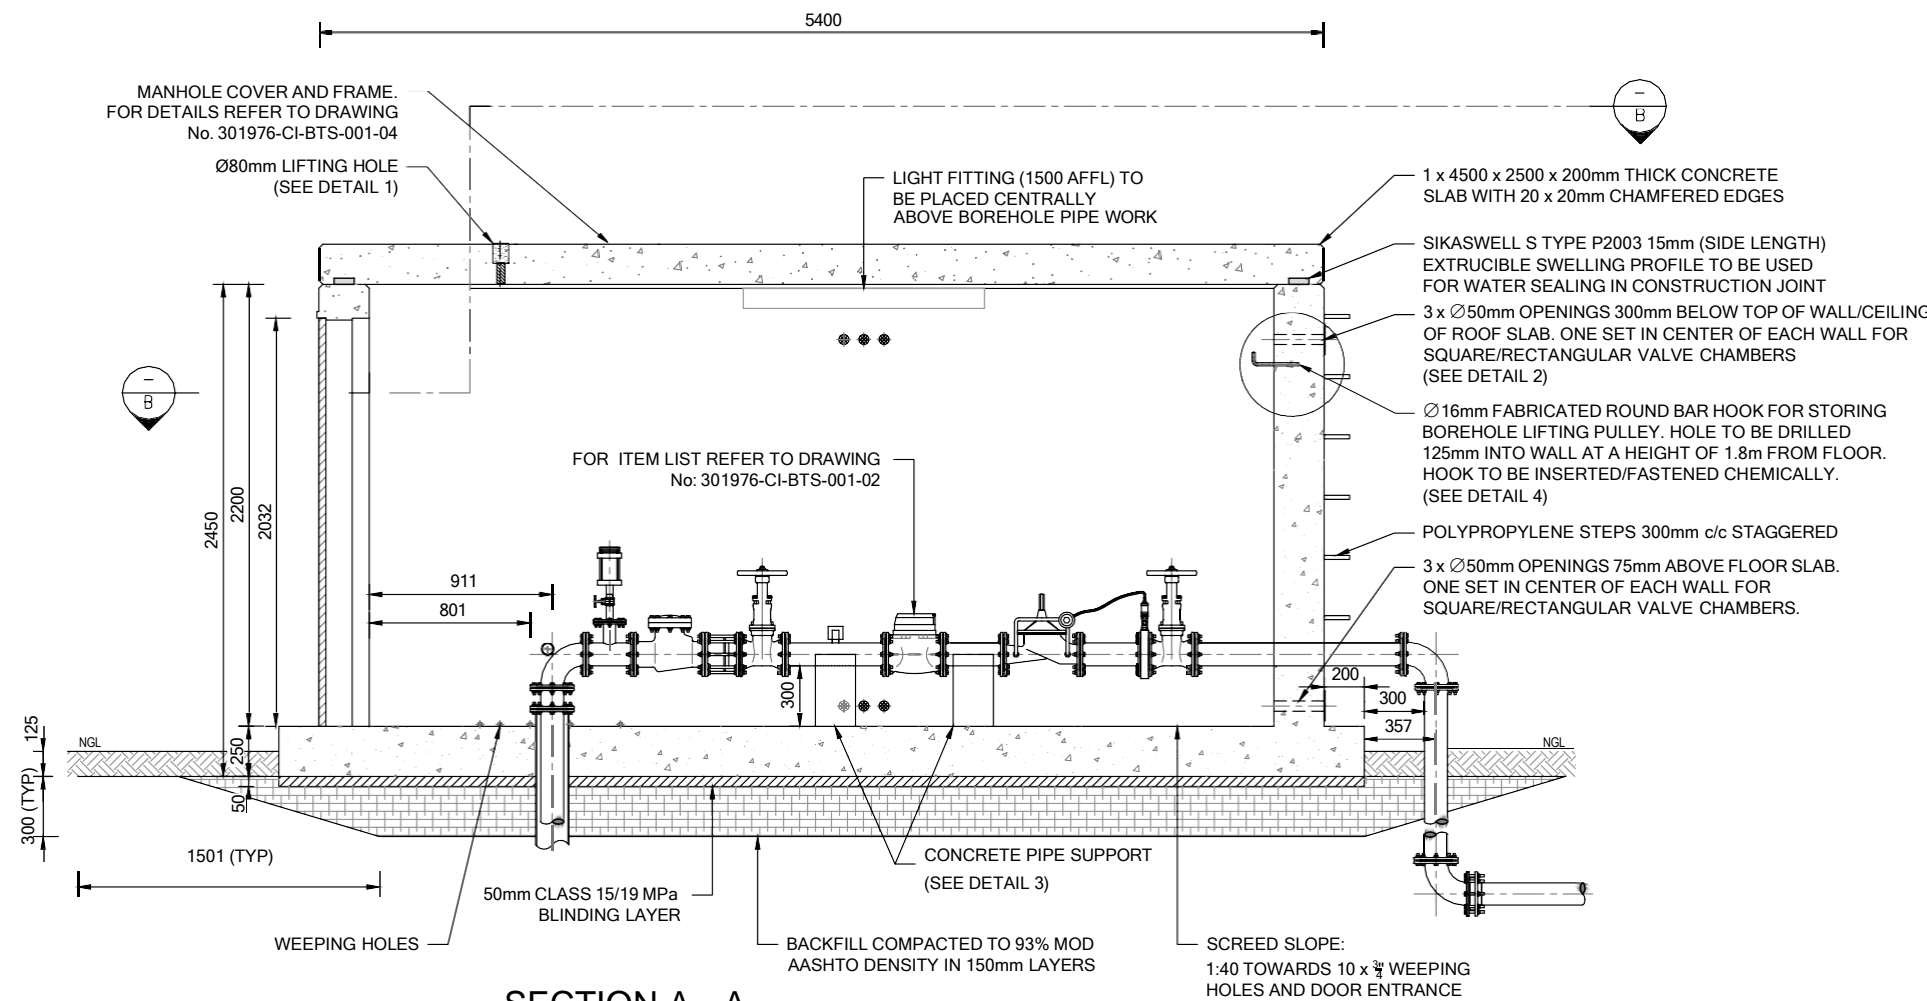 5400
MANHOLE COVER AND FRAME.
FOR DETAILS REFER TO DRAWING
No. 301976-CI-BTS-001-04
Ø80mm LIFTING HOLE
(SEE DETAIL 1)
LIGHT FITTING (1500 AFFL) TO
BE PLACED CENTRALLY
ABOVE BOREHOLE PIPE WORK
–
B
1 x 4500 x 2500 x 200mm THICK CONCRETE
SLAB WITH 20 x 20mm CHAMFERED EDGES
SIKASWELL S TYPE P2003 15mm (SIDE LENGTH)
EXTRUCIBLE SWELLING PROFILE TO BE USED
FOR WATER SEALING IN CONSTRUCTION JOINT
3 x Ø50mm OPENINGS 300mm BELOW TOP OF WALL/CEILING
OF ROOF SLAB. ONE SET IN CENTER OF EACH WALL FOR
SQUARE/RECTANGULAR VALVE CHAMBERS
(SEE DETAIL 2)
–
B
Ø16mm FABRICATED ROUND BAR HOOK FOR STORING
BOREHOLE LIFTING PULLEY. HOLE TO BE DRILLED
125mm INTO WALL AT A HEIGHT OF 1.8m FROM FLOOR.
HOOK TO BE INSERTED/FASTENED CHEMICALLY.
(SEE DETAIL 4)
FOR ITEM LIST REFER TO DRAWING
No: 301976-CI-BTS-001-02
2450
2200
2032
POLYPROPYLENE STEPS 300mm c/c STAGGERED
3 x Ø50mm OPENINGS 75mm ABOVE FLOOR SLAB.
ONE SET IN CENTER OF EACH WALL FOR
SQUARE/RECTANGULAR VALVE CHAMBERS.
911
801
300
200
300
357
125
NGL
250
NGL
300 (TYP)
50
1501 (TYP)
CONCRETE PIPE SUPPORT
(SEE DETAIL 3)
50mm CLASS 15/19 MPa
BLINDING LAYER
WEEPING HOLES
BACKFILL COMPACTED TO 93% MOD
AASHTO DENSITY IN 150mm LAYERS
SCREED SLOPE:
1:40 TOWARDS 10 x ¾" WEEPING
HOLES AND DOOR ENTRANCE
SECTION A - A